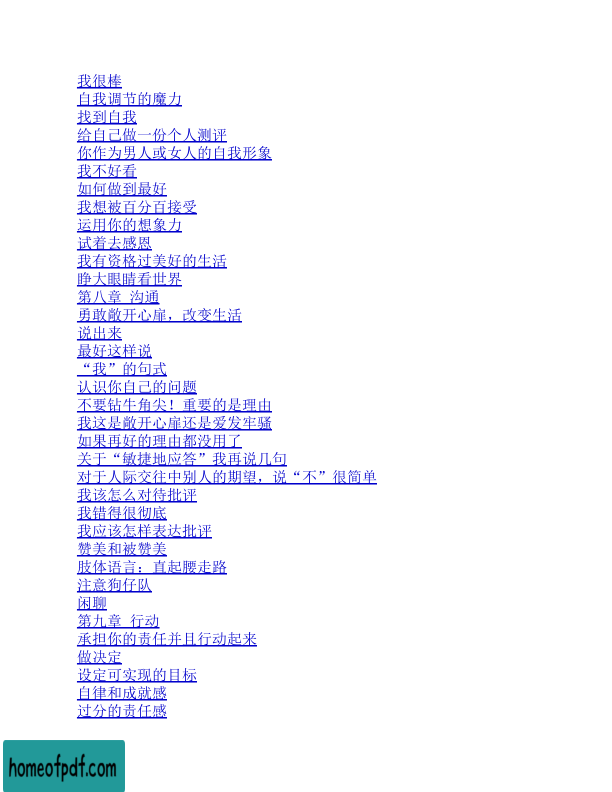 我很棒
自我调节的魔力
找到自我
给自己做一份个人测评
你作为男人或女人的自我形象
我不好看
如何做到最好
我想被百分百接受
运用你的想象力
试着去感恩
我有资格过美好的生活
睁大眼睛看世界
第八章 沟通
勇敢敞开心扉，改变生活
说出来
最好这样说
“我”的句式
认识你自己的问题
不要钻牛角尖！重要的是理由
我这是敞开心扉还是爱发牢骚
如果再好的理由都没用了
关于“敏捷地应答”我再说几句
对于人际交往中别人的期望，说“不”很简单
我该怎么对待批评
我错得很彻底
我应该怎样表达批评
赞美和被赞美
肢体语言：直起腰走路
注意狗仔队
闲聊
第九章 行动
承担你的责任并且行动起来
做决定
设定可实现的目标
自律和成就感
过分的责任感
homeofpdf.com